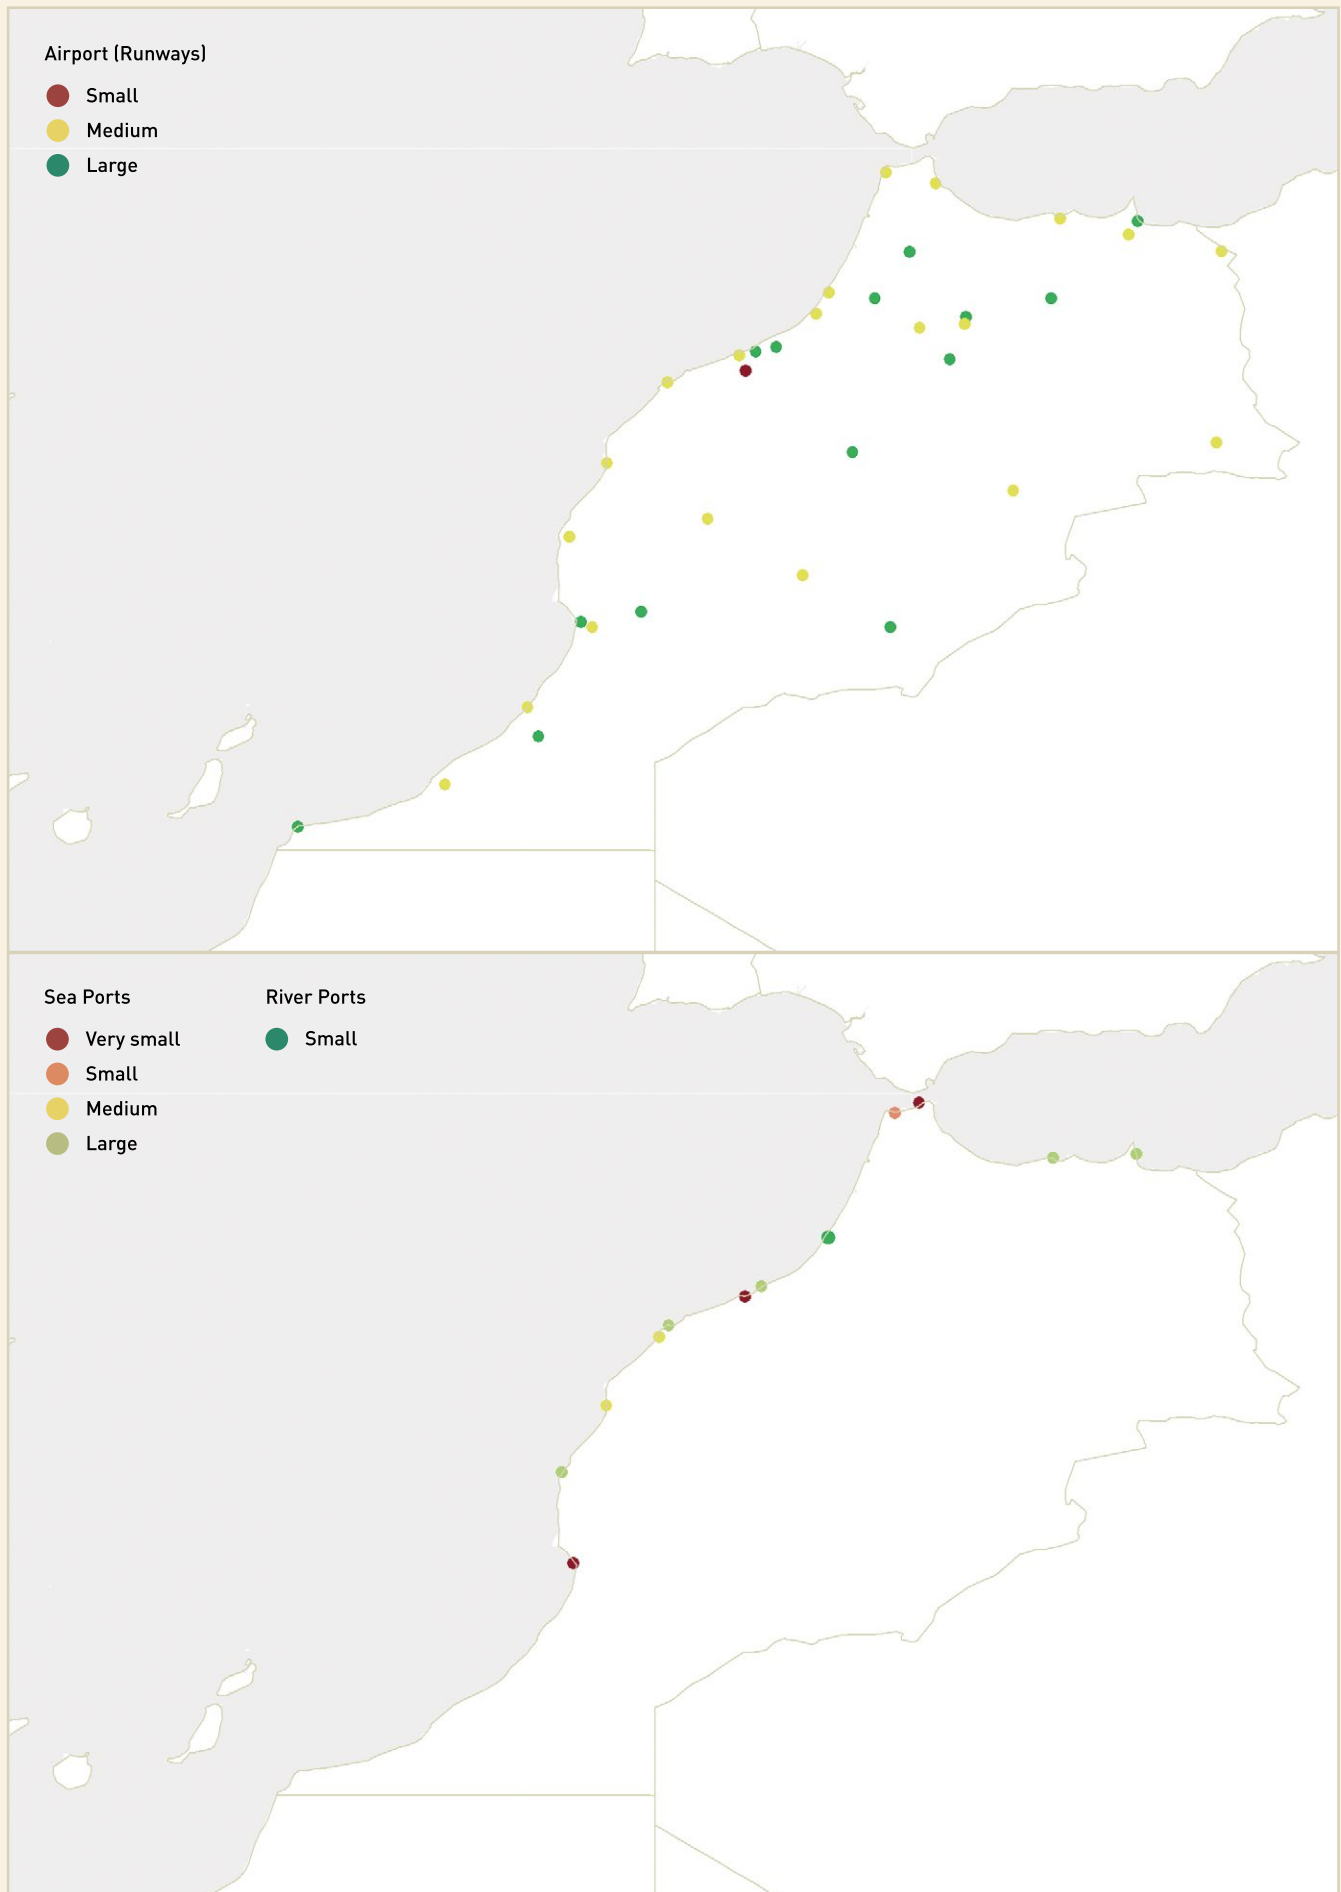 Airport (Runways)
Small
Medium
Large
Sea Ports
Very small
Small
Medium
Large
River Ports
Small